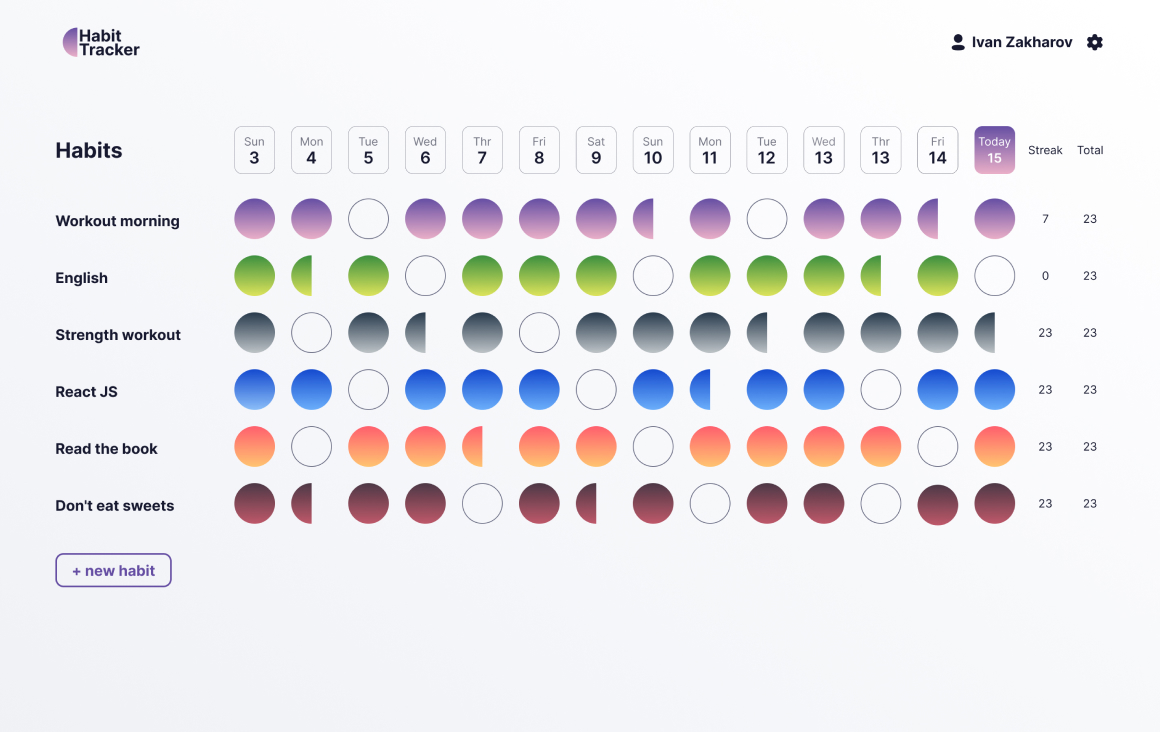 Habit
Tracker
Ivan Zakharov
Habits
Sun Mon Tue Wed Thr Fri Sat Sun Mon Tue Wed Thr Fri Today
3 4 5 6 7 8 9 10 11 12 13 13 14 15
Streak Total
Workout morning 7 23
English 0 23
Strength workout 23 23
React JS 23 23
Read the book 23 23
Don't eat sweets 23 23
+ new habit